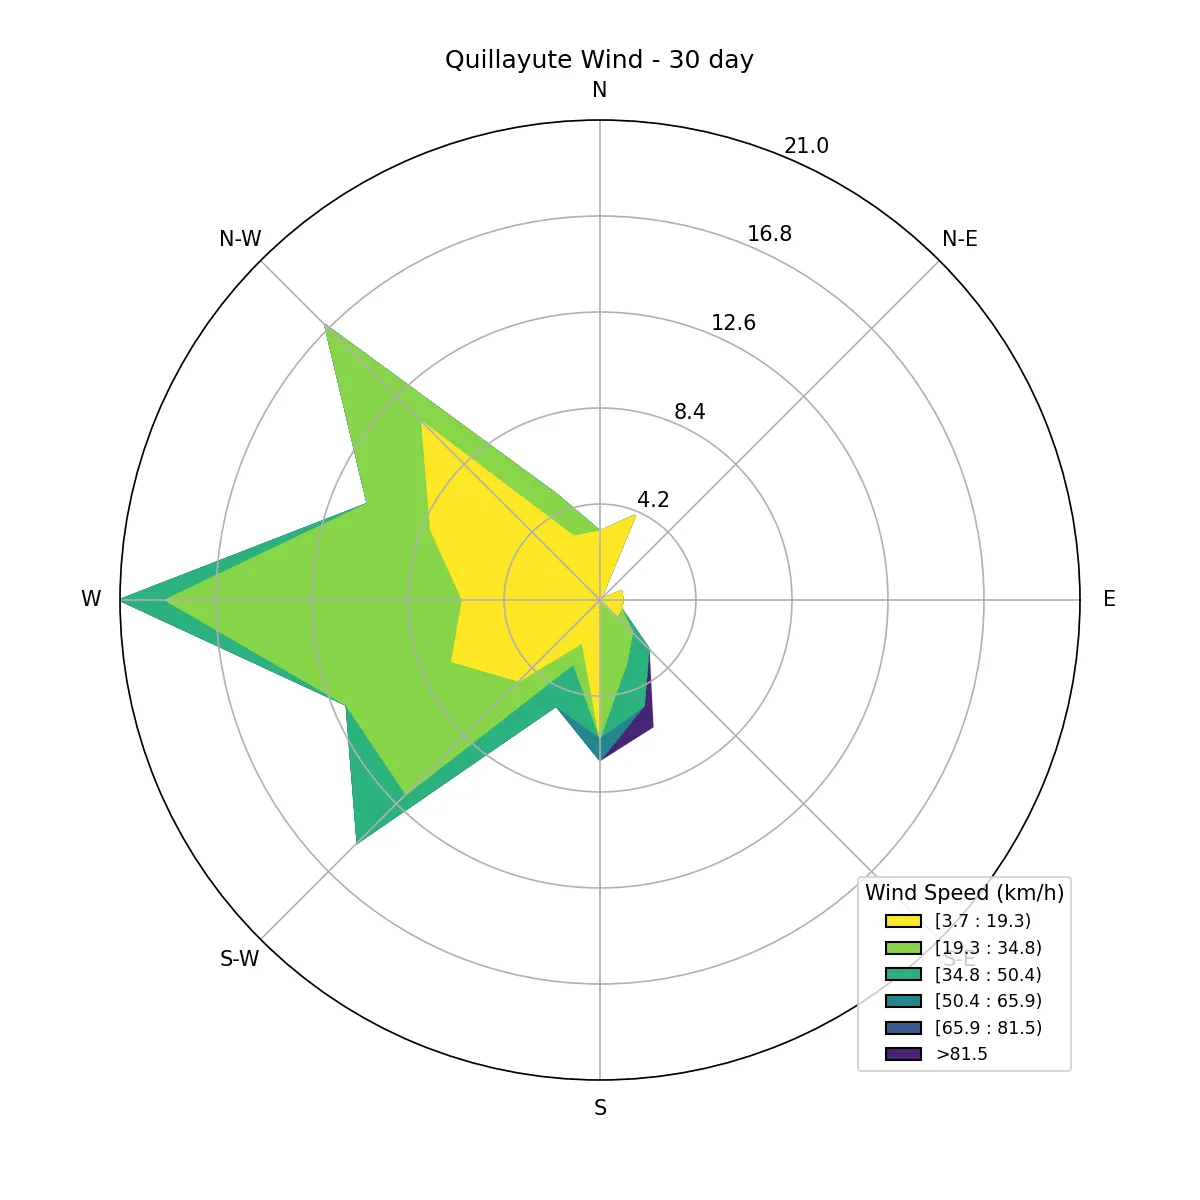 Quillayute Wind - 30 day
N
21.0
16.8
N-W
N-E
12.6
8.4
4.2
W
E
Wind Speed (km/h)
[3.7 : 19.3)
[19.3 : 34.8)
S-W
S-E
[34.8 : 50.4)
[50.4 : 65.9)
[65.9 : 81.5)
>81.5
S